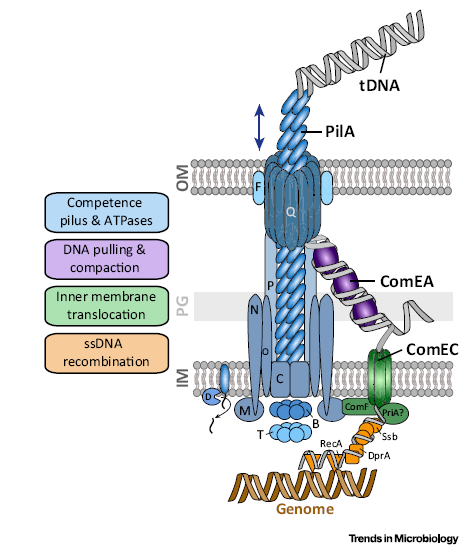 tDNA
PilA
OM
F
Q
Competence
pilus & ATPases
DNA pulling &
compaction
Inner membrane
translocation
ssDNA
recombination
P
ComEA
PG
N
O
ComEC
IM
C
D
M
B
T
ComF
PriA?
Ssb
RecA
DprA
Genome
Trends in Microbiology